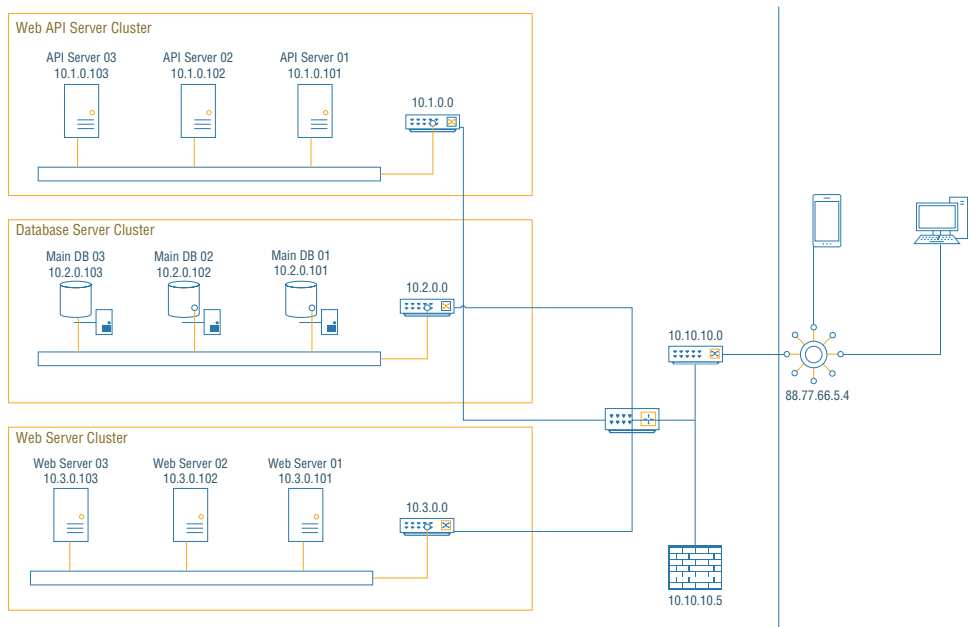 Web API Server Cluster
API Server 03
10.1.0.103
API Server 02
10.1.0.102
API Server 01
10.1.0.101
10.1.0.0
Database Server Cluster
Main DB 03
10.2.0.103
Main DB 02
10.2.0.102
Main DB 01
10.2.0.101
10.2.0.0
10.10.10.0
88.77.66.5.4
Web Server Cluster
Web Server 03
10.3.0.103
Web Server 02
10.3.0.102
Web Server 01
10.3.0.101
10.3.0.0
10.10.10.5